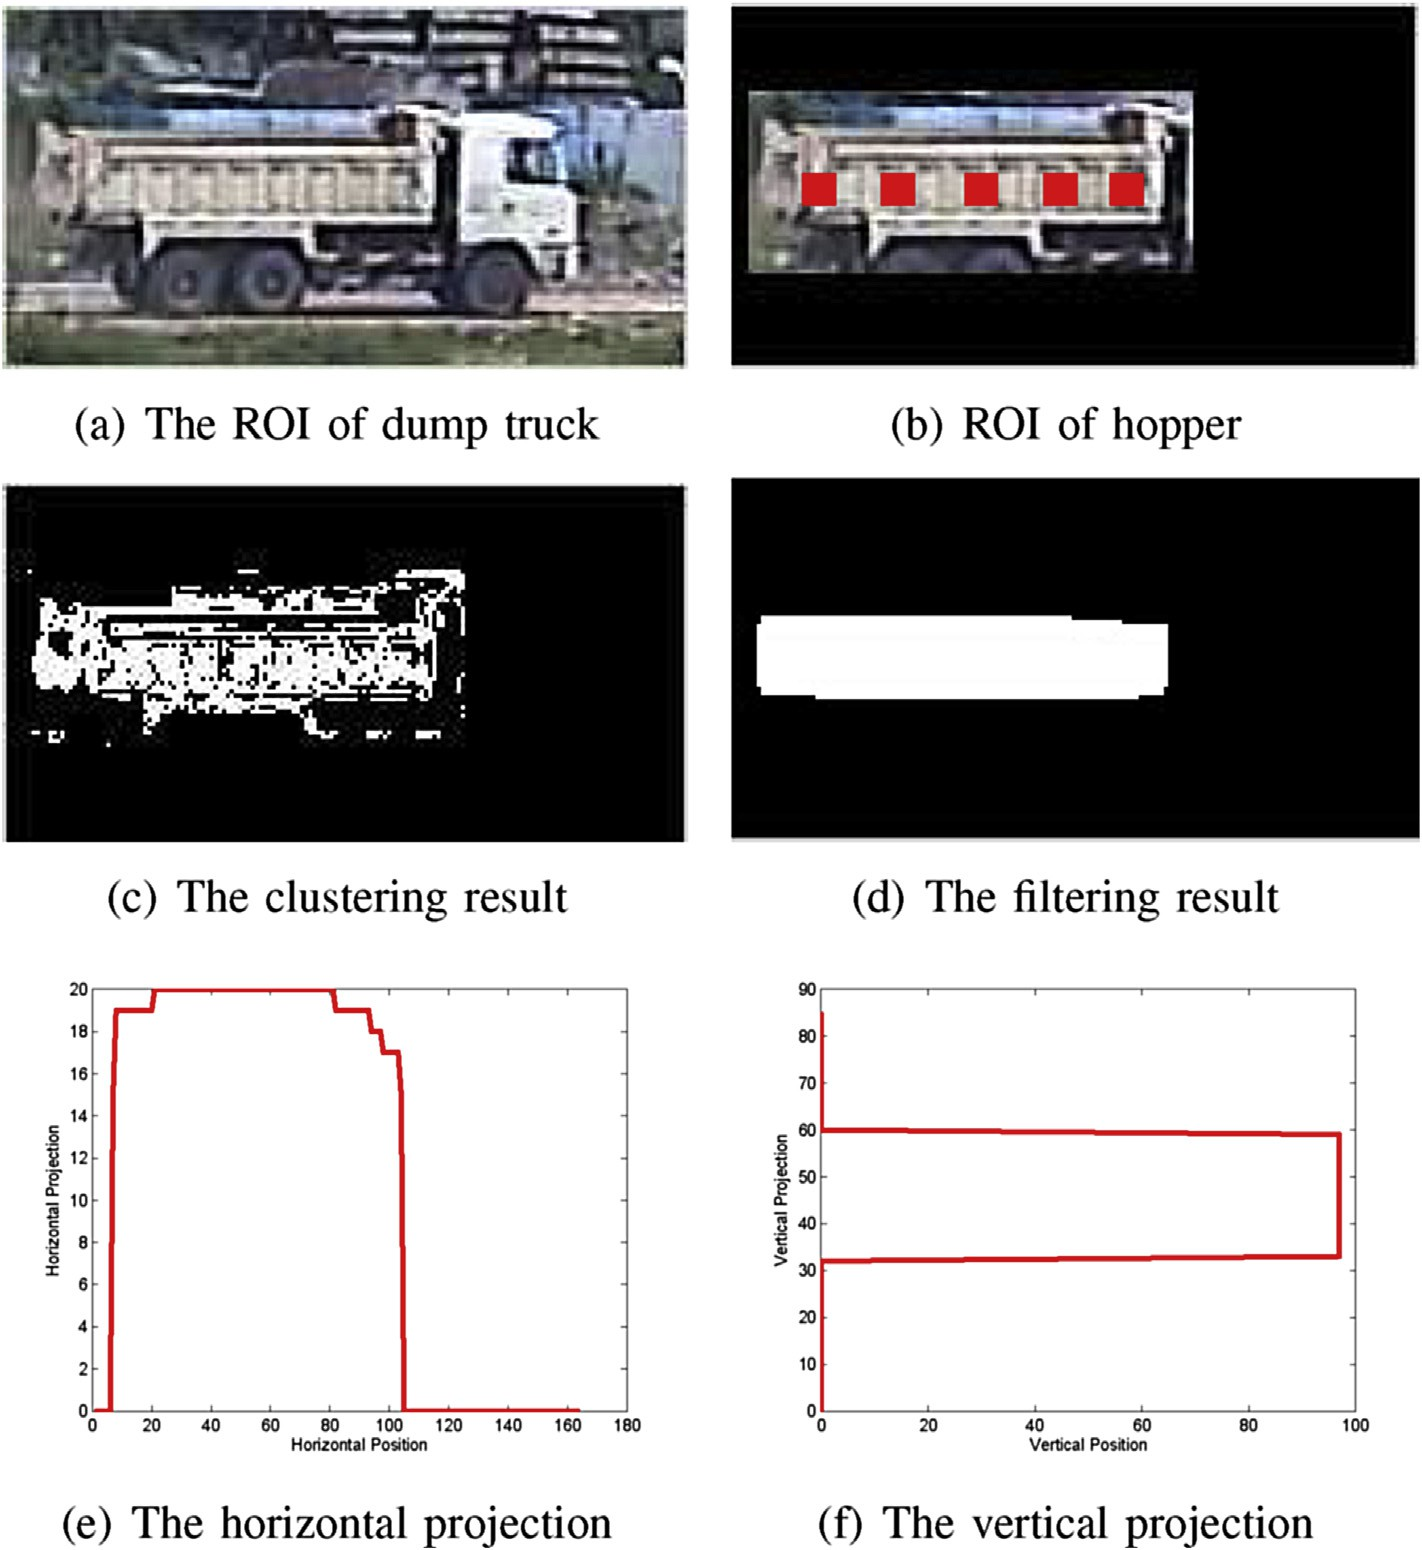 (a) The ROI of dump truck
(b) ROI of hopper
(c) The clustering result
(d) The filtering result
20
18
16
14
12
10
8
6
4
2
0
Horizontal Projection
0 20 40 60 80 100 120 140 160 180
Horizontal Position
90
80
70
60
50
40
30
20
10
0
Vertical Projection
0 20 40 60 80 100
Vertical Position
(e) The horizontal projection
(f) The vertical projection